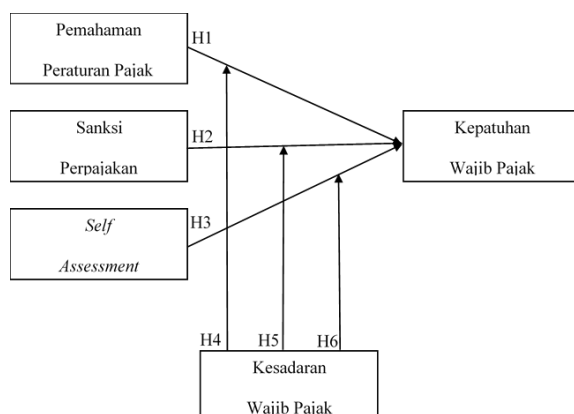 Pemahaman
Peraturan Pajak
H1
Sanksi
Perpajakan
H2
Kepatuhan
Wajib Pajak
Self
Assessment
H3
H4
H5
H6
Kesadaran
Wajib Pajak